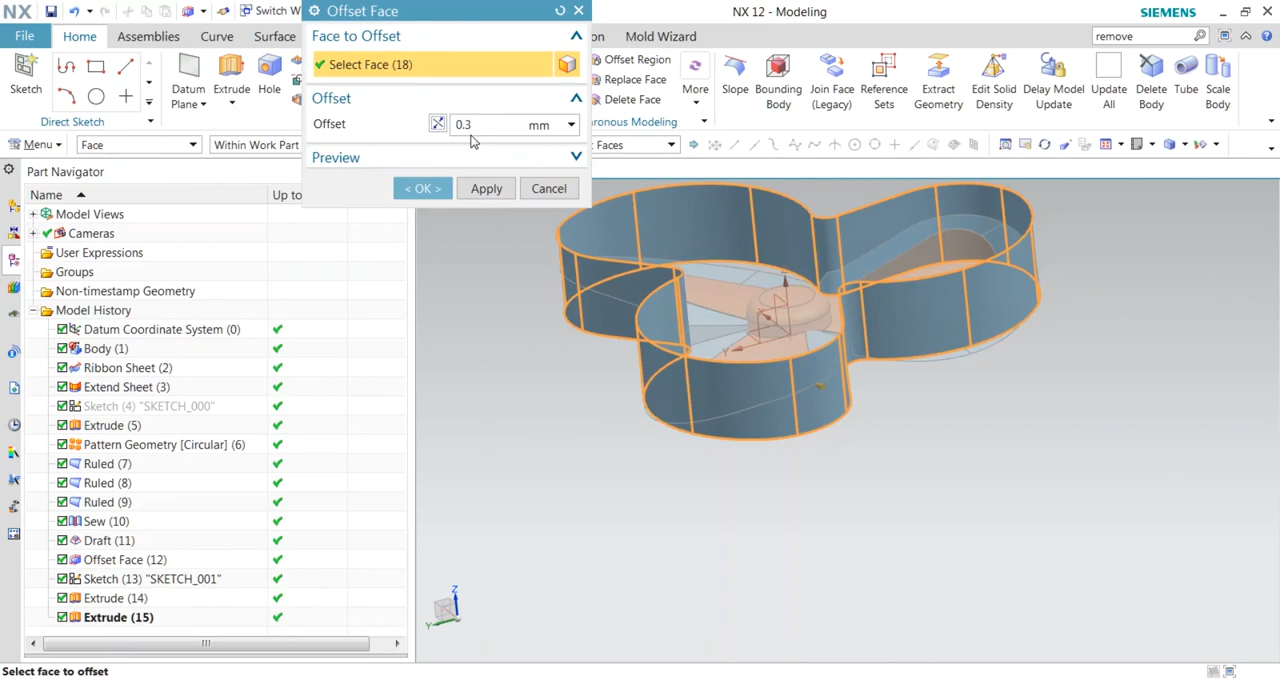 NX
Switch W
Offset Face
NX 12 - Modeling
SIEMENS
File
Home
Assemblies
Curve
Surface
on
Mold Wizard
remove
Face to Offset
Select Face (18)
Offset
Offset
0.3
mm
Preview
< OK >
Apply
Cancel
Sketch
Datum
Plane
Extrude
Hole
Direct Sketch
Offset Region
Replace Face
Delete Face
More
Slope
Bounding
Body
Join Face
(Legacy)
Reference
Sets
Extract
Geometry
Edit Solid
Density
Delay Model
Update
Update
All
Delete
Body
Tube
Scale
Body
ronous Modeling
Menu
Face
Within Work Part
t Faces
Part Navigator
Name
Up to
Model Views
Cameras
User Expressions
Groups
Non-timestamp Geometry
Model History
Datum Coordinate System (0)
Body (1)
Ribbon Sheet (2)
Extend Sheet (3)
Sketch (4) "SKETCH_000"
Extrude (5)
Pattern Geometry [Circular] (6)
Ruled (7)
Ruled (8)
Ruled (9)
Sew (10)
Draft (11)
Offset Face (12)
Sketch (13) "SKETCH_001"
Extrude (14)
Extrude (15)
Y
Z
Y
Select face to offset